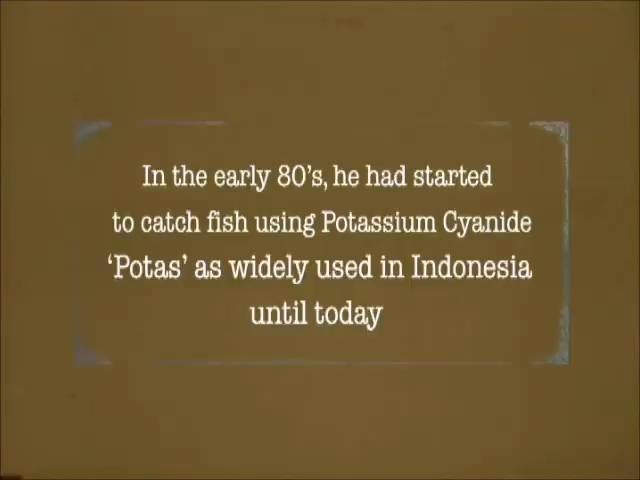 In the early 80's, he had started
to catch fish using Potassium Cyanide
'Potas' as widely used in Indonesia
until today